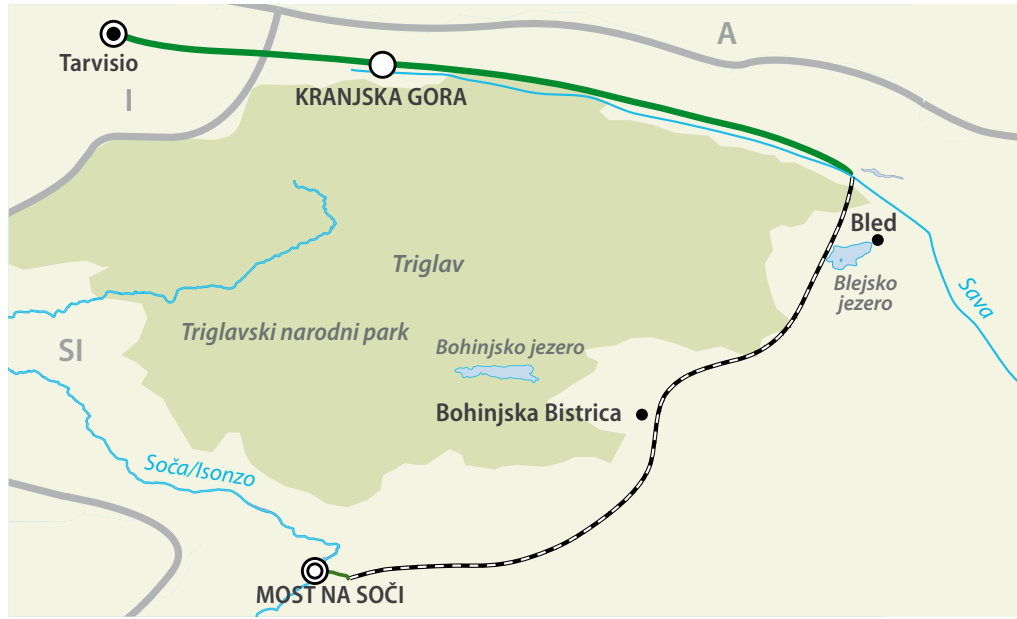 A
Tarvisio
I
KRANJSKA GORA
Bled
Triglav
Blejsko
jezero
Sava
Triglavski narodni park
SI
Bohinjsko jezero
Bohinjska Bistrica
Soča/Isonzo
MOST NA SOČI